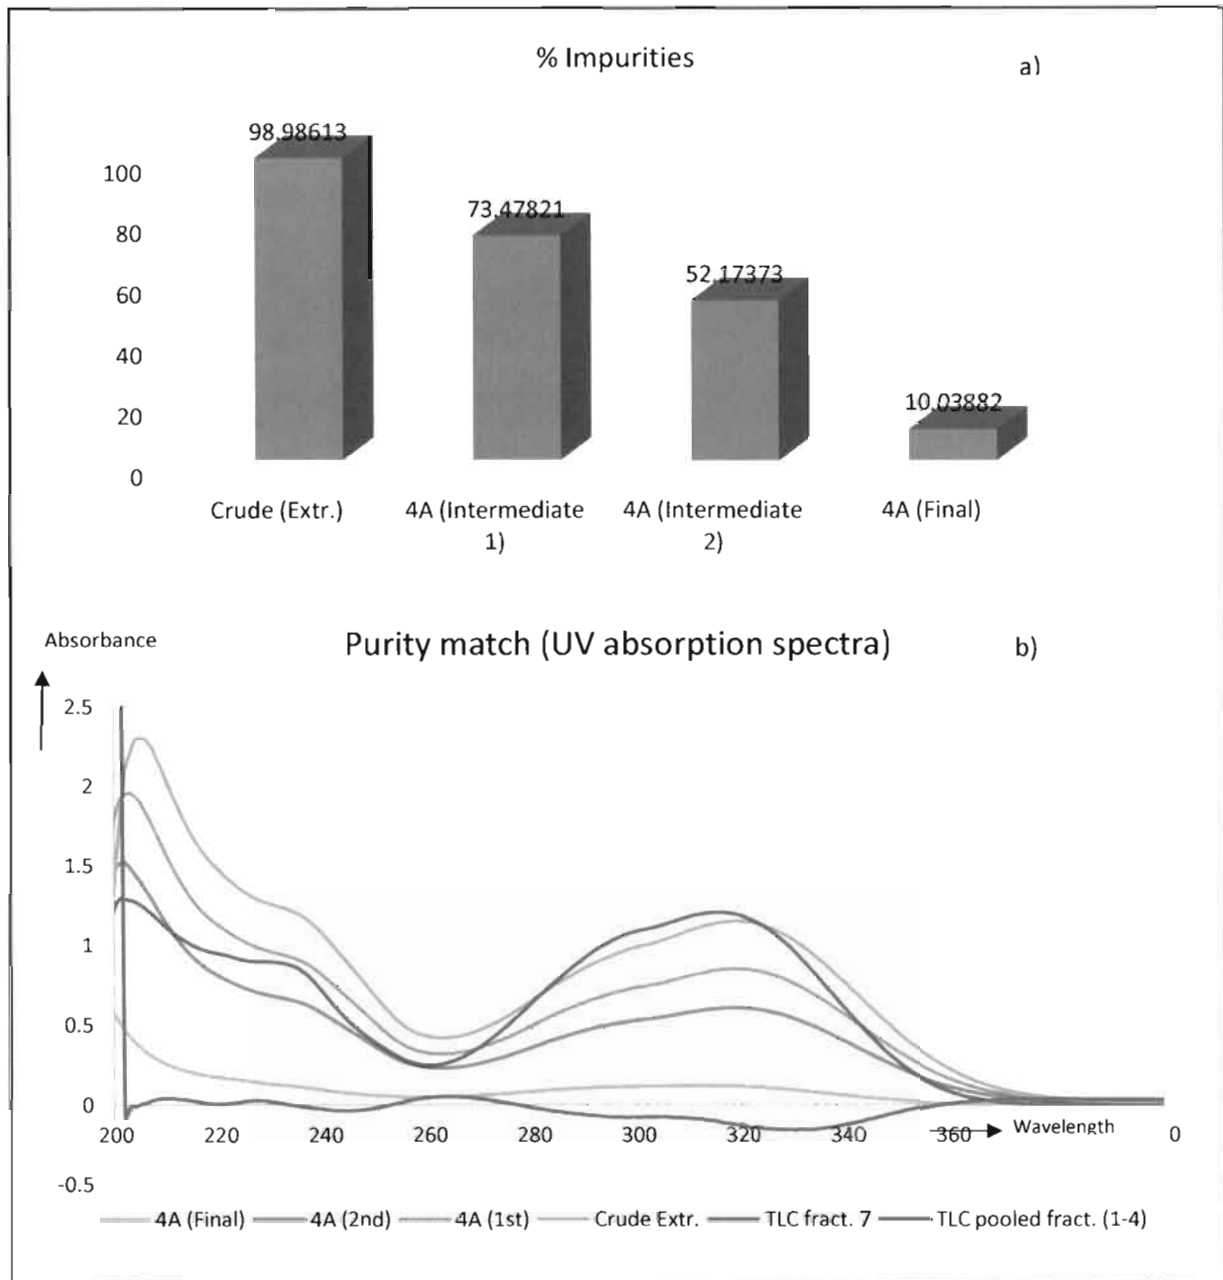 % Impurities
a)
98.98613
73.47821
52.17373
10.03882
100
80
60
40
20
0
Crude (Extr.)
4A (Intermediate 1)
4A (Intermediate 2)
4A (Final)
Absorbance
Purity match (UV absorption spectra)
b)
2.5
2
1.5
1
0.5
0
-0.5
200
220
240
260
280
300
320
340
360
Wavelength
0
4A (Final) 4A (2nd) 4A (1st) Crude Extr. TLC fract. 7 TLC pooled fract. (1-4)